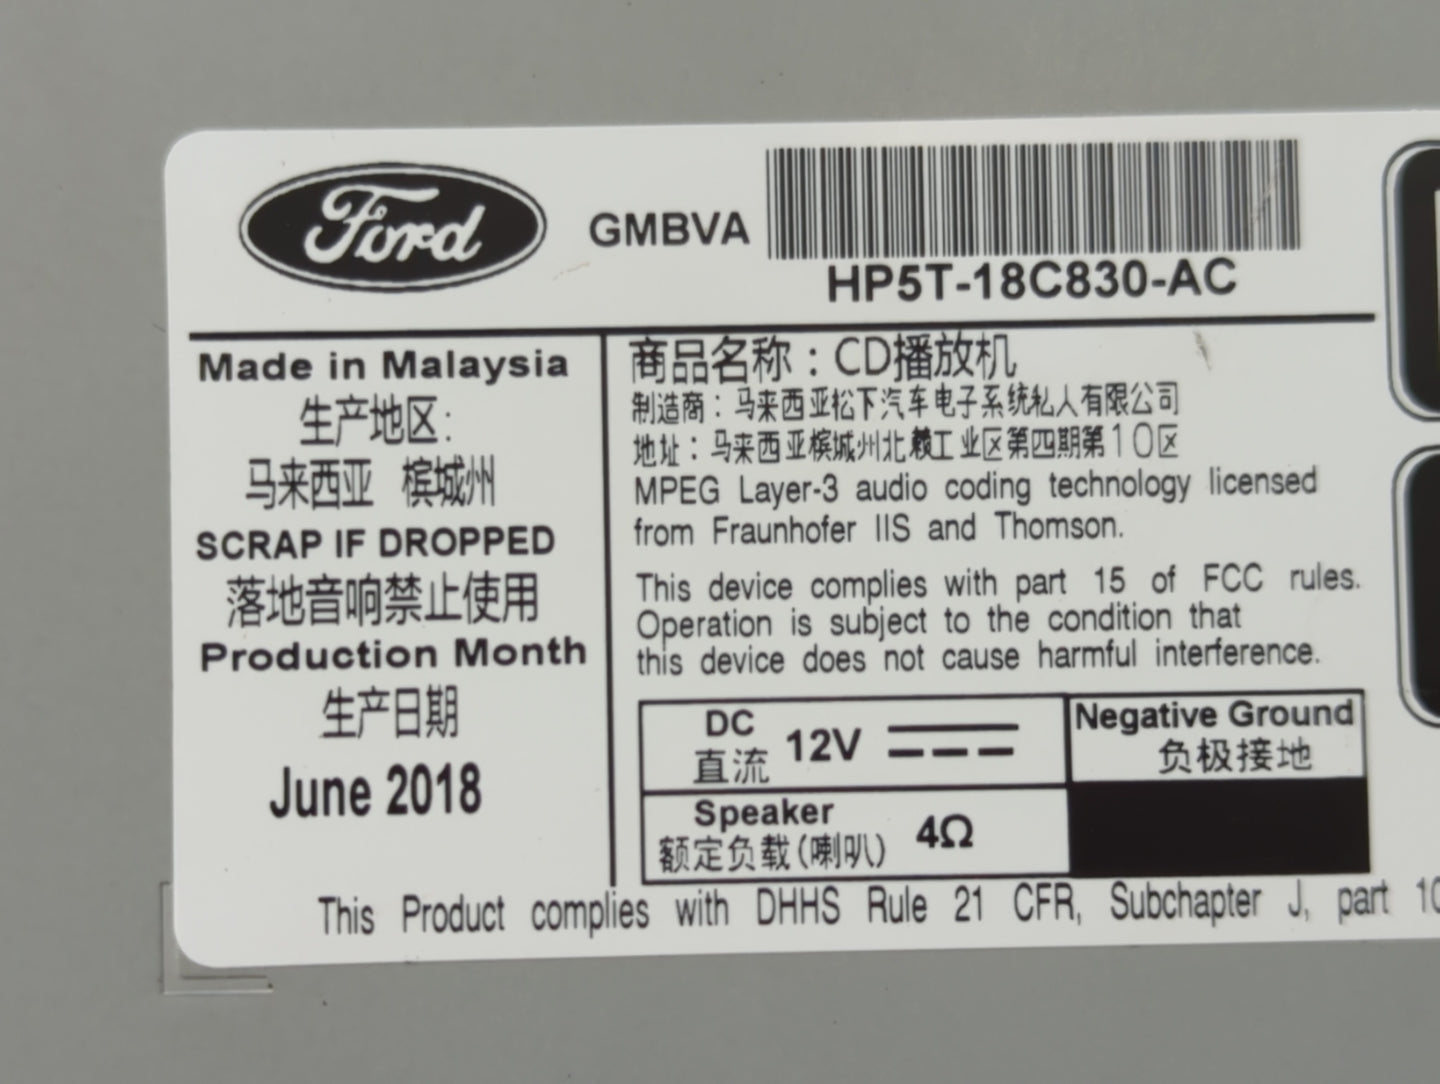 Ford
GMBVA
HP5T-18C830-AC
Made in Malaysia
生产地区:
马来西亚 槟城州
SCRAP IF DROPPED
落地音响禁止使用
Production Month
生产日期
June 2018
商品名称：CD播放机
制造商：马来西亚松下汽车电子系统私人有限公司
地址：马来西亚槟城州北赖工业区第四期第10区
MPEG Layer-3 audio coding technology licensed
from Fraunhofer IIS and Thomson.
This device complies with part 15 of FCC rules.
Operation is subject to the condition that
this device does not cause harmful interference.
DC
直流
12V
Negative Ground
负极接地
Speaker
额定负载(喇叭)
4Ω
This Product complies with DHHS Rule 21 CFR, Subchapter J, part